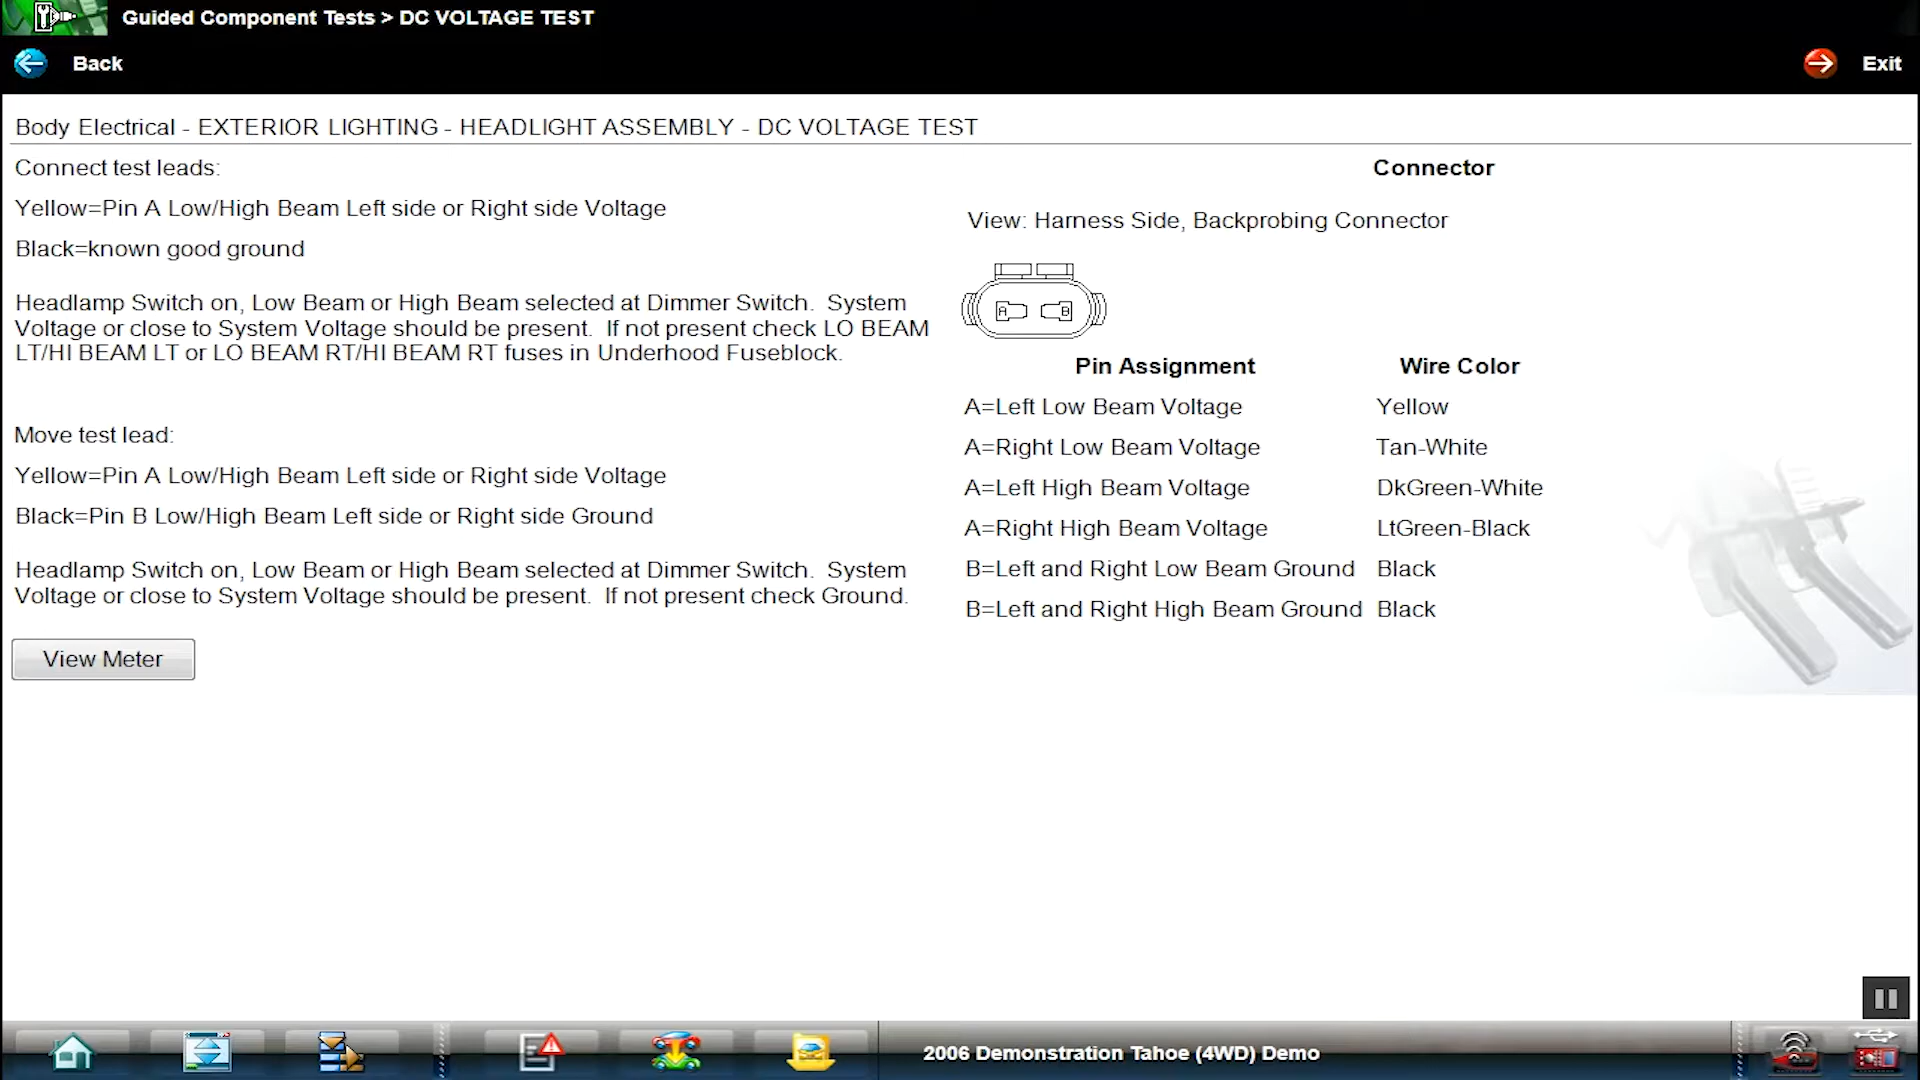 Guided Component Tests > DC VOLTAGE TEST
Back
Exit
Body Electrical - EXTERIOR LIGHTING - HEADLIGHT ASSEMBLY - DC VOLTAGE TEST
Connect test leads:
Yellow=Pin A Low/High Beam Left side or Right side Voltage
Black=known good ground
Headlamp Switch on, Low Beam or High Beam selected at Dimmer Switch.  System
Voltage or close to System Voltage should be present.  If not present check LO BEAM
LT/HI BEAM LT or LO BEAM RT/HI BEAM RT fuses in Underhood Fuseblock.
Move test lead:
Yellow=Pin A Low/High Beam Left side or Right side Voltage
Black=Pin B Low/High Beam Left side or Right side Ground
Headlamp Switch on, Low Beam or High Beam selected at Dimmer Switch.  System
Voltage or close to System Voltage should be present.  If not present check Ground.
View Meter
Connector
View: Harness Side, Backprobing Connector
A B
Pin Assignment Wire Color
A=Left Low Beam Voltage Yellow
A=Right Low Beam Voltage Tan-White
A=Left High Beam Voltage DkGreen-White
A=Right High Beam Voltage LtGreen-Black
B=Left and Right Low Beam Ground Black
B=Left and Right High Beam Ground Black
2006 Demonstration Tahoe (4WD) Demo